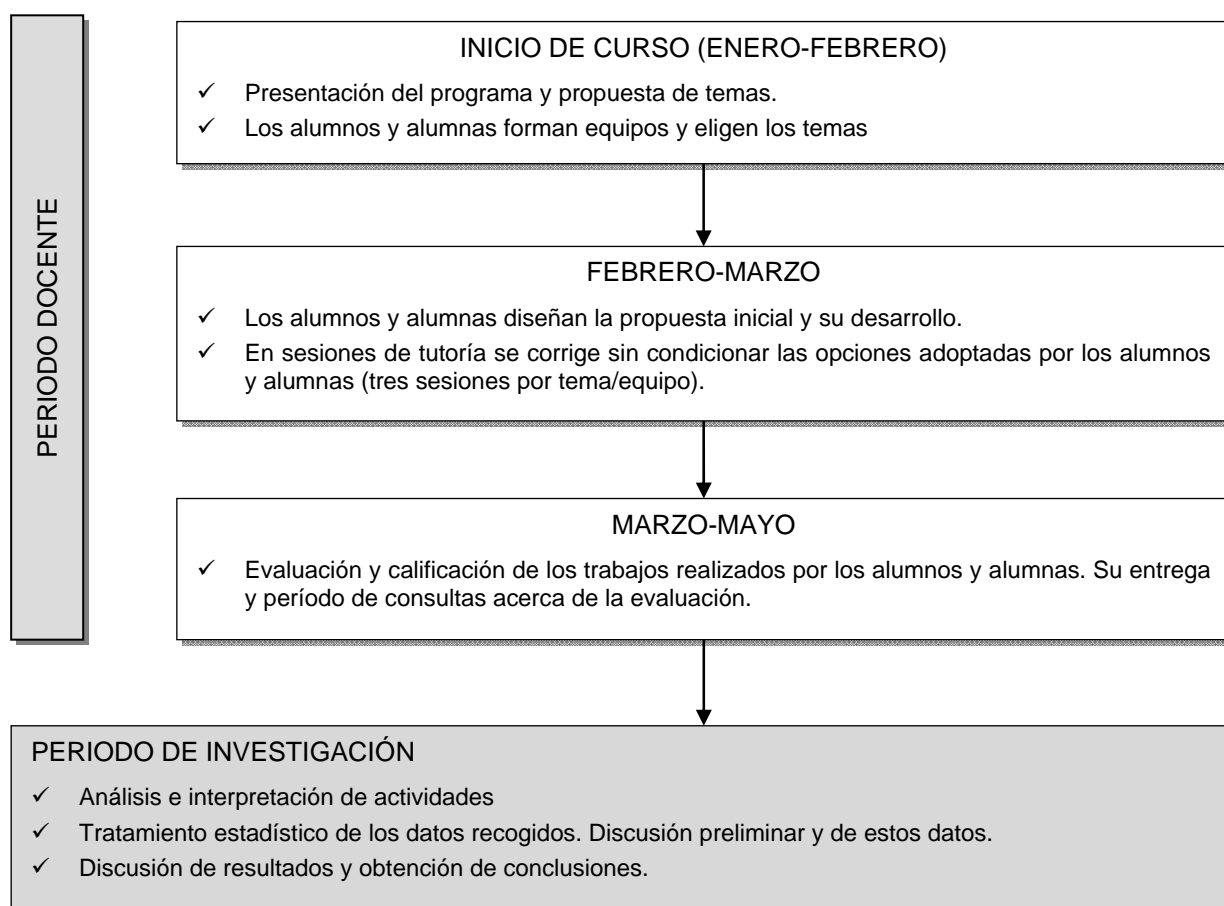 PERIODO DOCENTE
INICIO DE CURSO (ENERO-FEBRERO)
✓ Presentación del programa y propuesta de temas.
✓ Los alumnos y alumnas forman equipos y eligen los temas
FEBRERO-MARZO
✓ Los alumnos y alumnas diseñan la propuesta inicial y su desarrollo.
✓ En sesiones de tutoría se corrige sin condicionar las opciones adoptadas por los alumnos
y alumnas (tres sesiones por tema/equipo).
MARZO-MAYO
✓ Evaluación y calificación de los trabajos realizados por los alumnos y alumnas. Su entrega
y período de consultas acerca de la evaluación.
PERIODO DE INVESTIGACIÓN
✓ Análisis e interpretación de actividades
✓ Tratamiento estadístico de los datos recogidos. Discusión preliminar y de estos datos.
✓ Discusión de resultados y obtención de conclusiones.